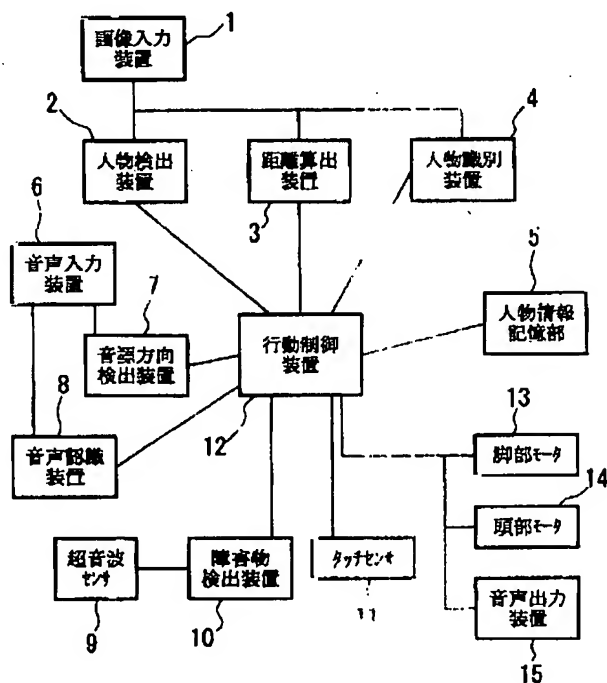 1
画像入力
装置
2
4
人物検出
装置
距離算出
装置
人物識別
装置
3
6
音声入力
装置
7
音源方向
検出装置
行動制御
装置
5
人物情報
記憶部
8
12
音声認識
装置
13
脚部モータ
14
頭部モータ
超音波
センサ
障害物
検出装置
タッチセンサ
音声出力
装置
9
10
11
15